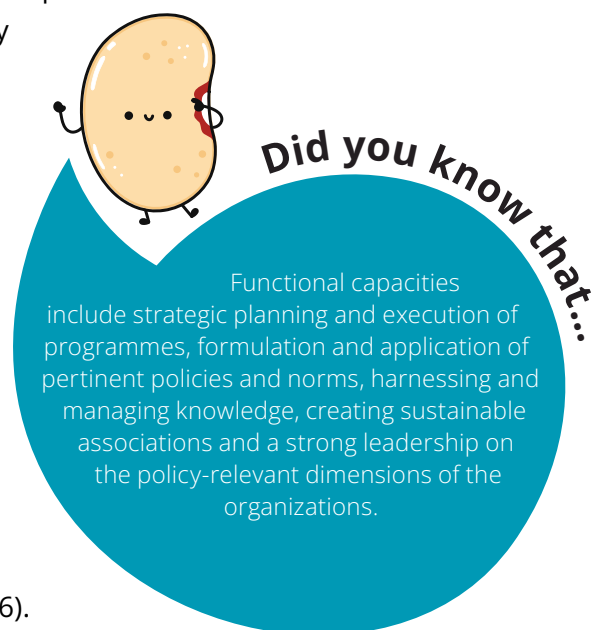 y
Did you know that...
Functional capacities
include strategic planning and execution of
programmes, formulation and application of
pertinent policies and norms, harnessing and
managing knowledge, creating sustainable
associations and a strong leadership on
the policy-relevant dimensions of the
organizations.
6).